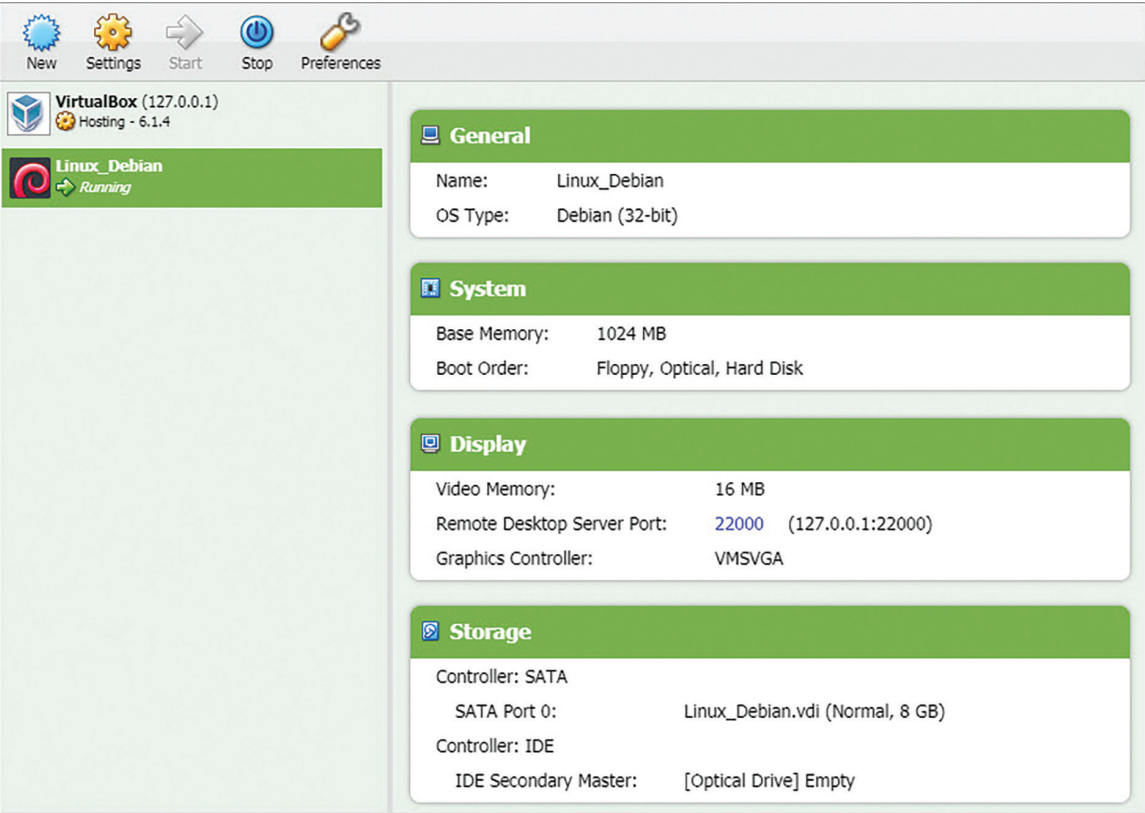 New Settings Start Stop Preferences
VirtualBox (127.0.0.1)
Hosting - 6.1.4
Linux_Debian
Running
General
Name: Linux_Debian
OS Type: Debian (32-bit)
System
Base Memory: 1024 MB
Boot Order: Floppy, Optical, Hard Disk
Display
Video Memory: 16 MB
Remote Desktop Server Port: 22000 (127.0.0.1:22000)
Graphics Controller: VMSVGA
Storage
Controller: SATA
SATA Port 0: Linux_Debian.vdi (Normal, 8 GB)
Controller: IDE
IDE Secondary Master: [Optical Drive] Empty